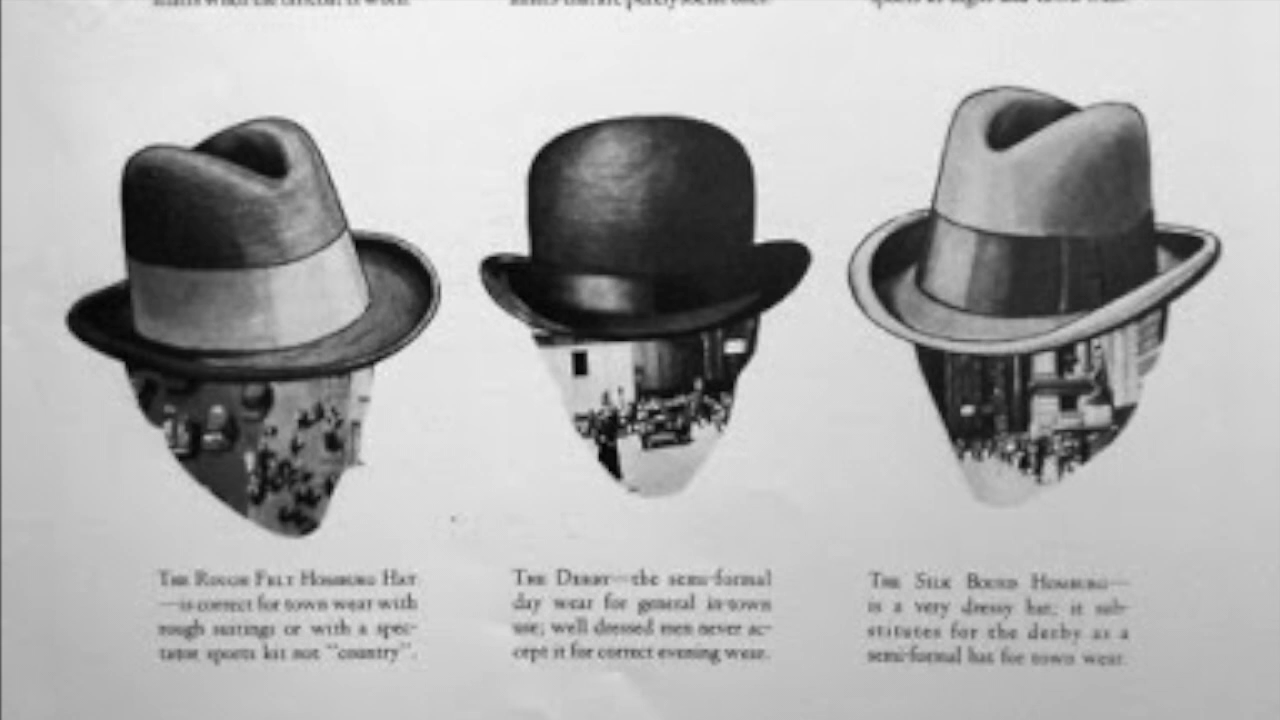 THE ROUGH FELT HOMBURG HAT
—is correct for town wear with
rough suitings or with a spec-
tator sports kit not "country".
THE DERBY—the semi-formal
day wear for general in-town
use; well dressed men never ac-
cept it for correct evening wear.
THE SILK BOUND HOMBURG—
is a very dressy hat; it sub-
stitutes for the derby as a
semi-formal hat for town wear.